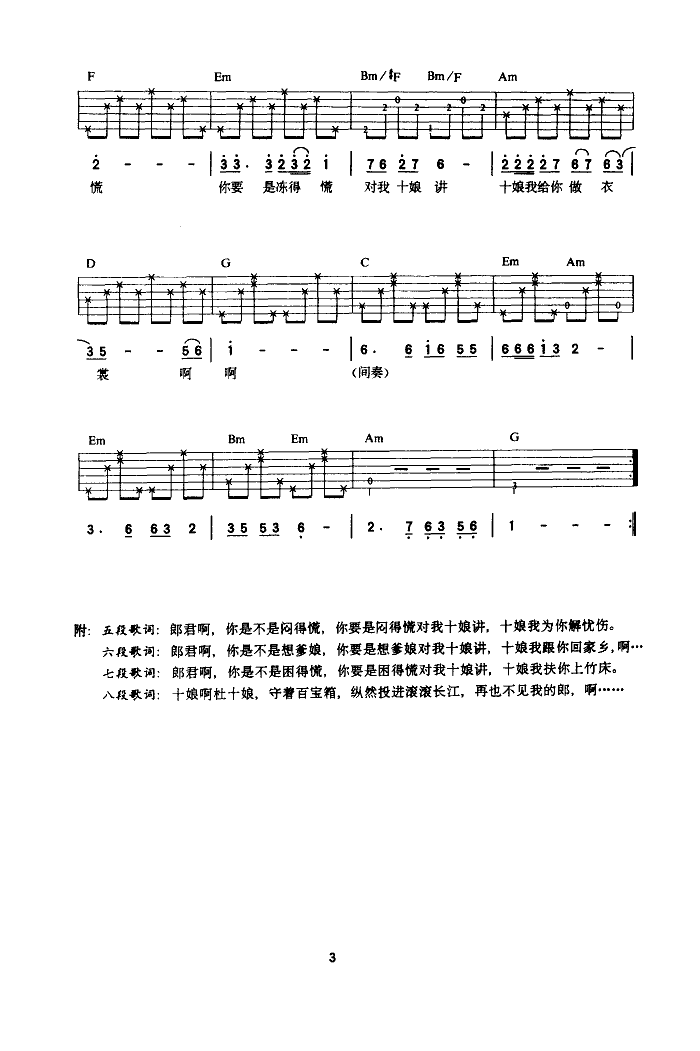 F Em Bm/♯F Bm/F Am
2 - - - | 3 3 · 3 2 3 2 1 | 7 6 2 7 6 - | 2 2 2 2 7 6 7 6 3 |
慌 你要 是冻得 慌 对我 十娘 讲 十娘我给你 做 衣
D G C Em Am
3 5 - - 5 6 | 1 - - - | 6 · 6 1 6 5 5 | 6 6 6 1 3 2 - |
裳 啊 啊 (间奏)
Em Bm Em Am G
3 · 6 6 3 2 | 3 5 5 3 6 - | 2 · 7 6 3 5 6 | 1 - - - :||
附: 五段歌词: 郎君啊, 你是不是闷得慌, 你要是闷得慌对我十娘讲, 十娘我为你解忧伤。
六段歌词: 郎君啊, 你是不是想爹娘, 你要是想爹娘对我十娘讲, 十娘我跟你回家乡, 啊…
七段歌词: 郎君啊, 你是不是困得慌, 你要是困得慌对我十娘讲, 十娘我扶你上竹床。
八段歌词: 十娘啊杜十娘, 守着百宝箱, 纵然投进滚滚长江, 再也不见我的郎, 啊……
3